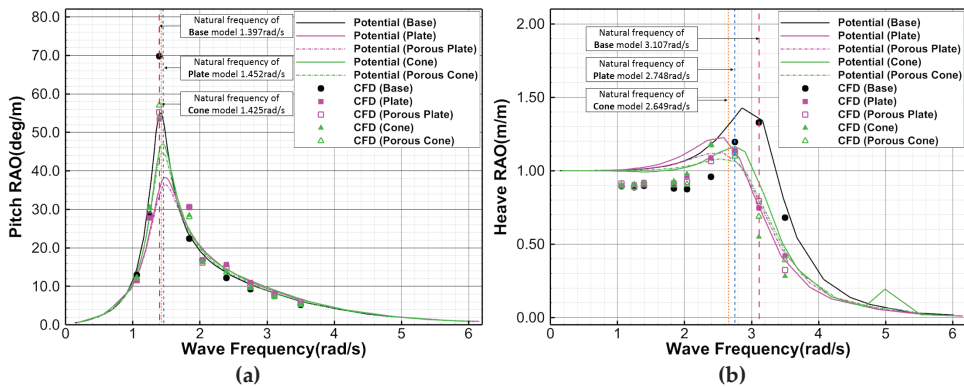 (a)
80.0
70.0
60.0
50.0
40.0
30.0
20.0
10.0
0.0
Pitch RAO(deg/m)
0
1
2
3
4
5
6
Wave Frequency(rad/s)
Natural frequency of
Base model 1.397rad/s
Natural frequency of
Plate model 1.452rad/s
Natural frequency of
Cone model 1.425rad/s
Potential (Base)
Potential (Plate)
Potential (Porous Plate)
Potential (Cone)
Potential (Porous Cone)
CFD (Base)
CFD (Plate)
CFD (Porous Plate)
CFD (Cone)
CFD (Porous Cone)
(a)
(b)
2.00
1.50
1.00
0.50
0.00
Heave RAO(m/m)
0
1
2
3
4
5
6
Wave Frequency(rad/s)
Natural frequency of
Base model 3.107rad/s
Natural frequency of
Plate model 2.748rad/s
Natural frequency of
Cone model 2.649rad/s
Potential (Base)
Potential (Plate)
Potential (Porous Plate)
Potential (Cone)
Potential (Porous Cone)
CFD (Base)
CFD (Plate)
CFD (Porous Plate)
CFD (Cone)
CFD (Porous Cone)
(b)